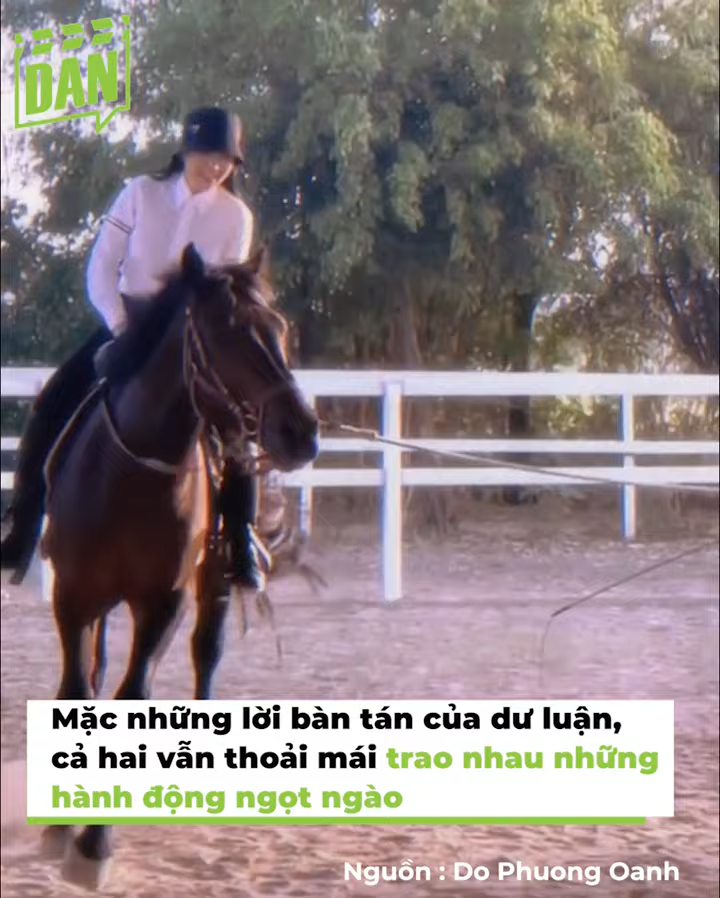 DAN
Mặc những lời bàn tán của dư luận,
cả hai vẫn thoải mái trao nhau những
hành động ngọt ngào
Nguồn : Do Phuong Oanh